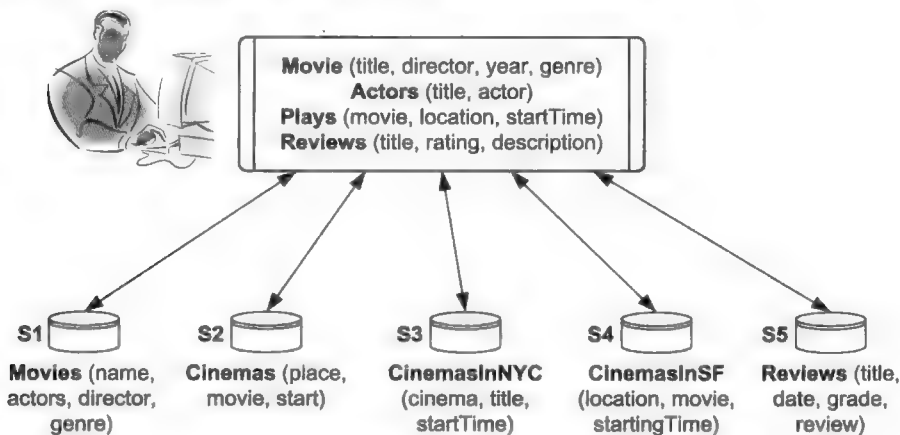 Movie (title, director, year, genre)
Actors (title, actor)
Plays (movie, location, startTime)
Reviews (title, rating, description)
S1
Movies (name,
actors, director,
genre)
S2
Cinemas (place,
movie, start)
S3
CinemasInNYC
(cinema, title,
startTime)
S4
CinemasInSF
(location, movie,
startingTime)
S5
Reviews (title,
date, grade,
review)